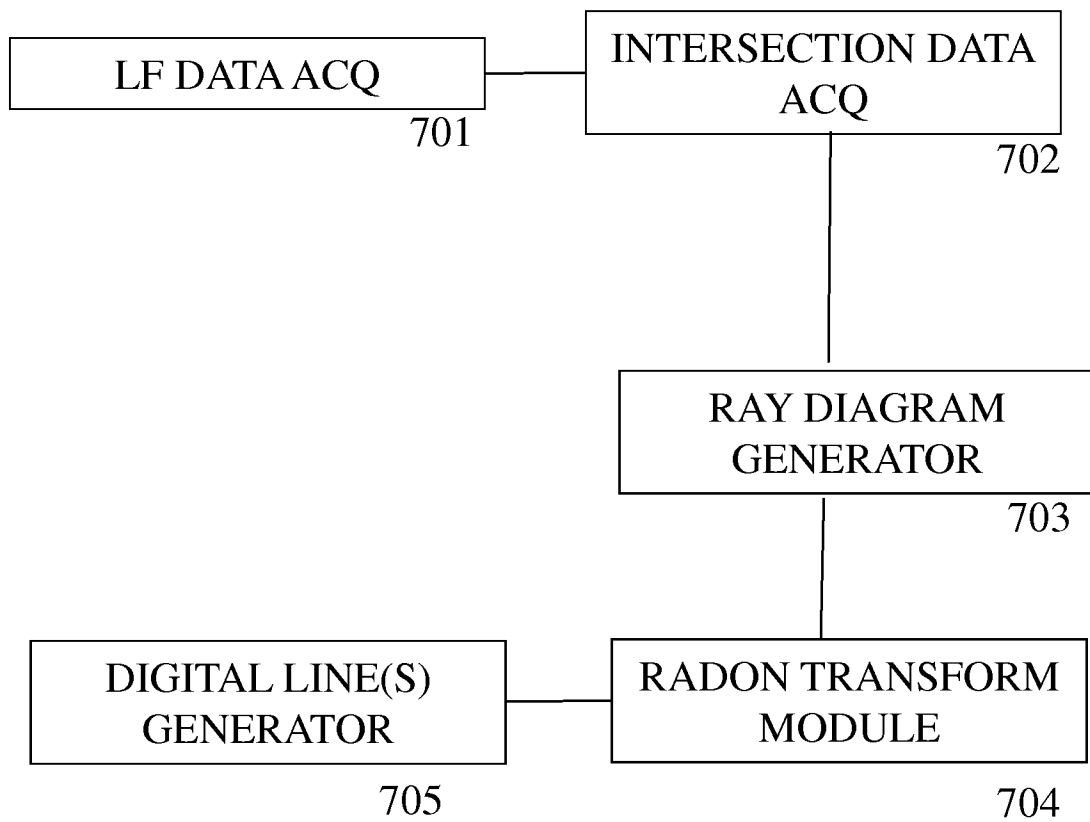 LF DATA ACQ
701
INTERSECTION DATA
ACQ
702
RAY DIAGRAM
GENERATOR
703
RADON TRANSFORM
MODULE
704
DIGITAL LINE(S)
GENERATOR
705